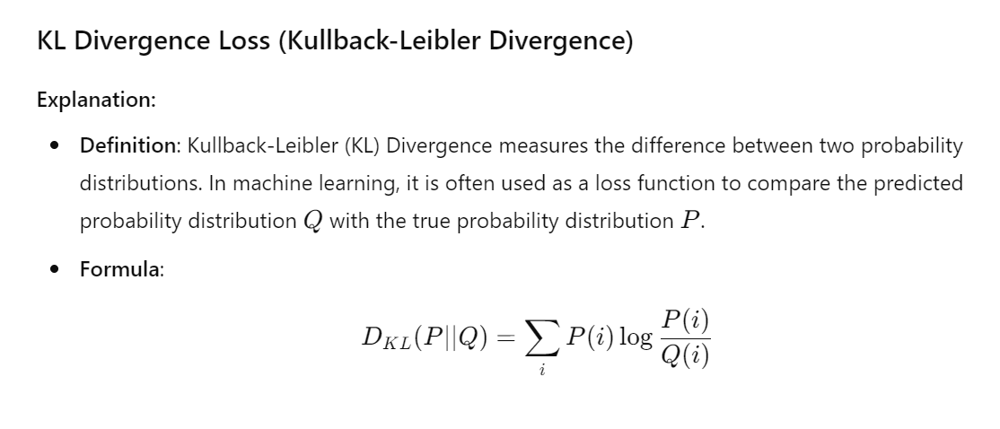 KL Divergence Loss (Kullback-Leibler Divergence)
Explanation:
• Definition: Kullback-Leibler (KL) Divergence measures the difference between two probability
distributions. In machine learning, it is often used as a loss function to compare the predicted
probability distribution Q with the true probability distribution P.
• Formula:
D_{KL}(P||Q) = \sum_i P(i) \log \frac{P(i)}{Q(i)}